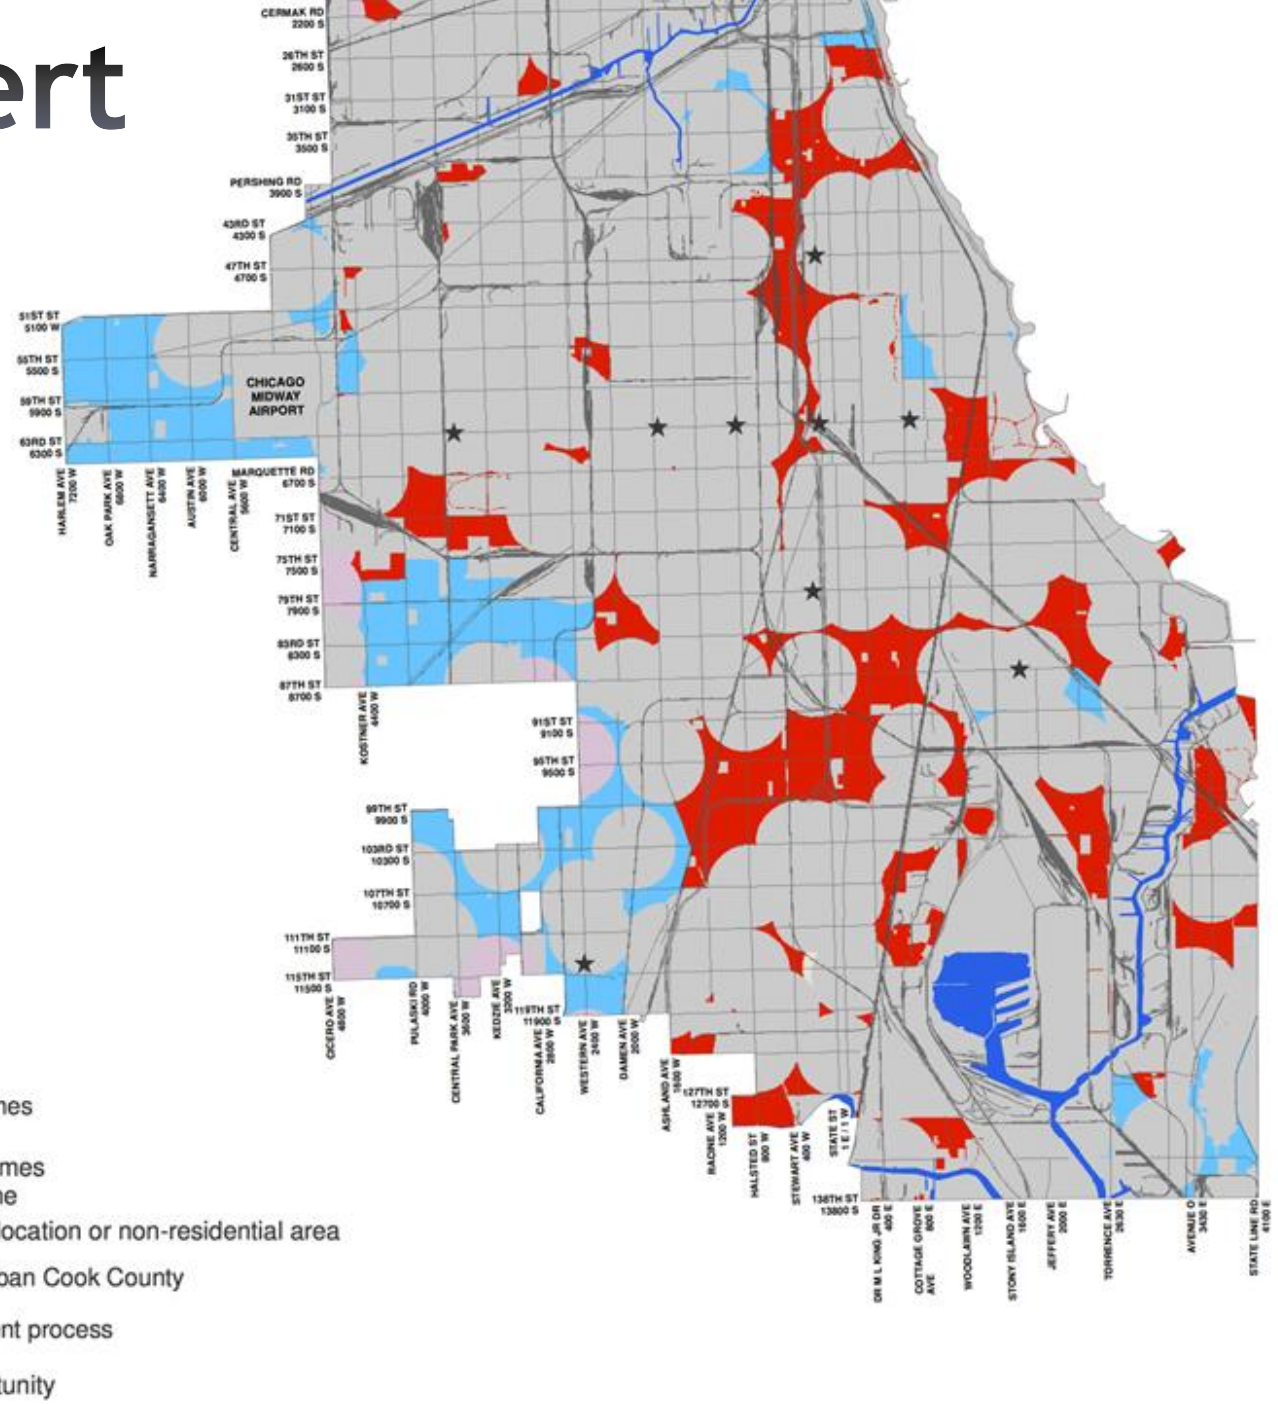 ert
CERMAK RD
2200 S
26TH ST
2600 S
31ST ST
3100 S
35TH ST
3500 S
PERSHING RD
3900 S
43RD ST
4300 S
47TH ST
4700 S
51ST ST
5100 W
55TH ST
5500 S
59TH ST
5900 S
63RD ST
6300 S
CHICAGO
MIDWAY
AIRPORT
HARLEM AVE
7200 W
OAK PARK AVE
6800 W
NARRAGANSETT AVE
6400 W
AUSTIN AVE
6000 W
CENTRAL AVE
5600 W
MARQUETTE RD
6700 S
71ST ST
7100 S
75TH ST
7500 S
79TH ST
7900 S
83RD ST
8300 S
87TH ST
8700 S
KOSTNER AVE
4400 W
91ST ST
9100 S
95TH ST
9500 S
99TH ST
9900 S
103RD ST
10300 S
107TH ST
10700 S
111TH ST
11100 S
115TH ST
11500 S
CICERO AVE
4800 W
PULASKI RD
4000 W
CENTRAL PARK AVE
3600 W
KEDZIE AVE
3200 W
119TH ST
11900 S
CALIFORNIA AVE
2800 W
WESTERN AVE
2400 W
DAMEN AVE
2000 W
ASHLAND AVE
1600 W
127TH ST
12700 S
RACINE AVE
1200 W
HALSTED ST
800 W
STEWART AVE
400 W
STATE ST
1 E / 1 W
138TH ST
13800 S
DR M L KING JR DR
400 E
COTTAGE GROVE
AVE
800 E
WOODLAWN AVE
1200 E
STONY ISLAND AVE
1600 E
JEFFERY AVE
2000 E
TORRENCE AVE
2630 E
AVENUE O
3430 E
STATE LINE RD
4100 E
mes
mes
ne
location or non-residential area
ban Cook County
nt process
tunity